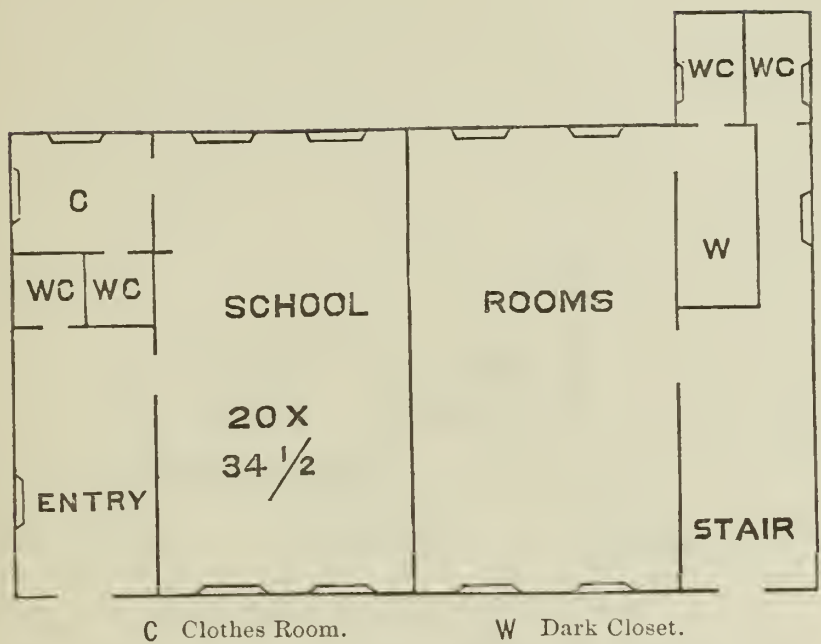 WC WC
C
WC WC
W
SCHOOL ROOMS
20 X
34 1/2
ENTRY
STAIR
C Clothes Room. W Dark Closet.